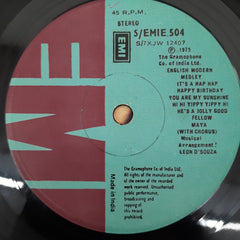 45 R.P.M.
STEREO
S/EMIE.504
S/7XJW 12407
EMI
℗ 1975
The Gramophone
Co of India Ltd.
ENGLISH MODERN
MEDLEY
IT'S A RAP HAP
HAPPY BIRTHDAY
YOU ARE MY SUNSHINE
HI HI YIPPY YIPPY HI
HE'S A JOLLY GOOD
FELLOW
MAYA
(WITH CHORUS)
Musical
Arrangement:
LEON D'SOUZA
The Gramophone Co of India Ltd.
All rights of the manufacturer and
of the owner of the recorded
work reserved. Unauthorised
public performance,
broadcasting and
copying of
this record
prohibited.
Made in India